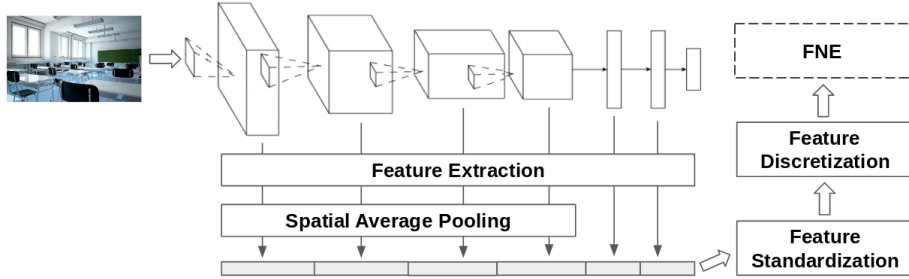 FNE
Feature
Discretization
Feature Extraction
Spatial Average Pooling
Feature
Standardization